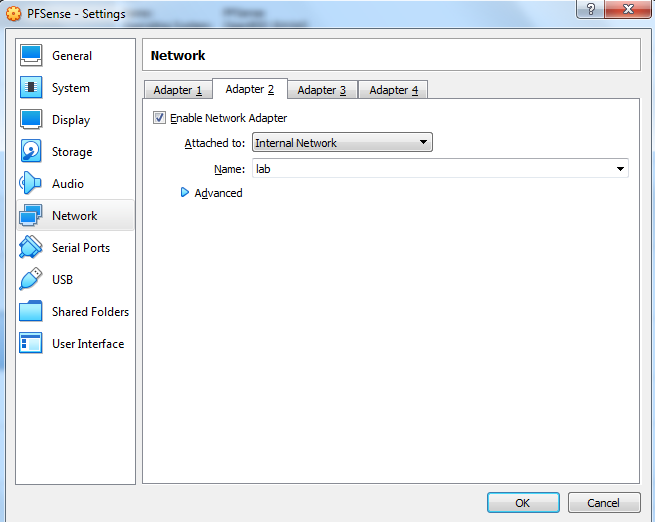 PFSense - Settings
General
System
Display
Storage
Audio
Network
Serial Ports
USB
Shared Folders
User Interface
Network
Adapter 1 Adapter 2 Adapter 3 Adapter 4
Enable Network Adapter
Attached to: Internal Network
Name: lab
Advanced
OK Cancel